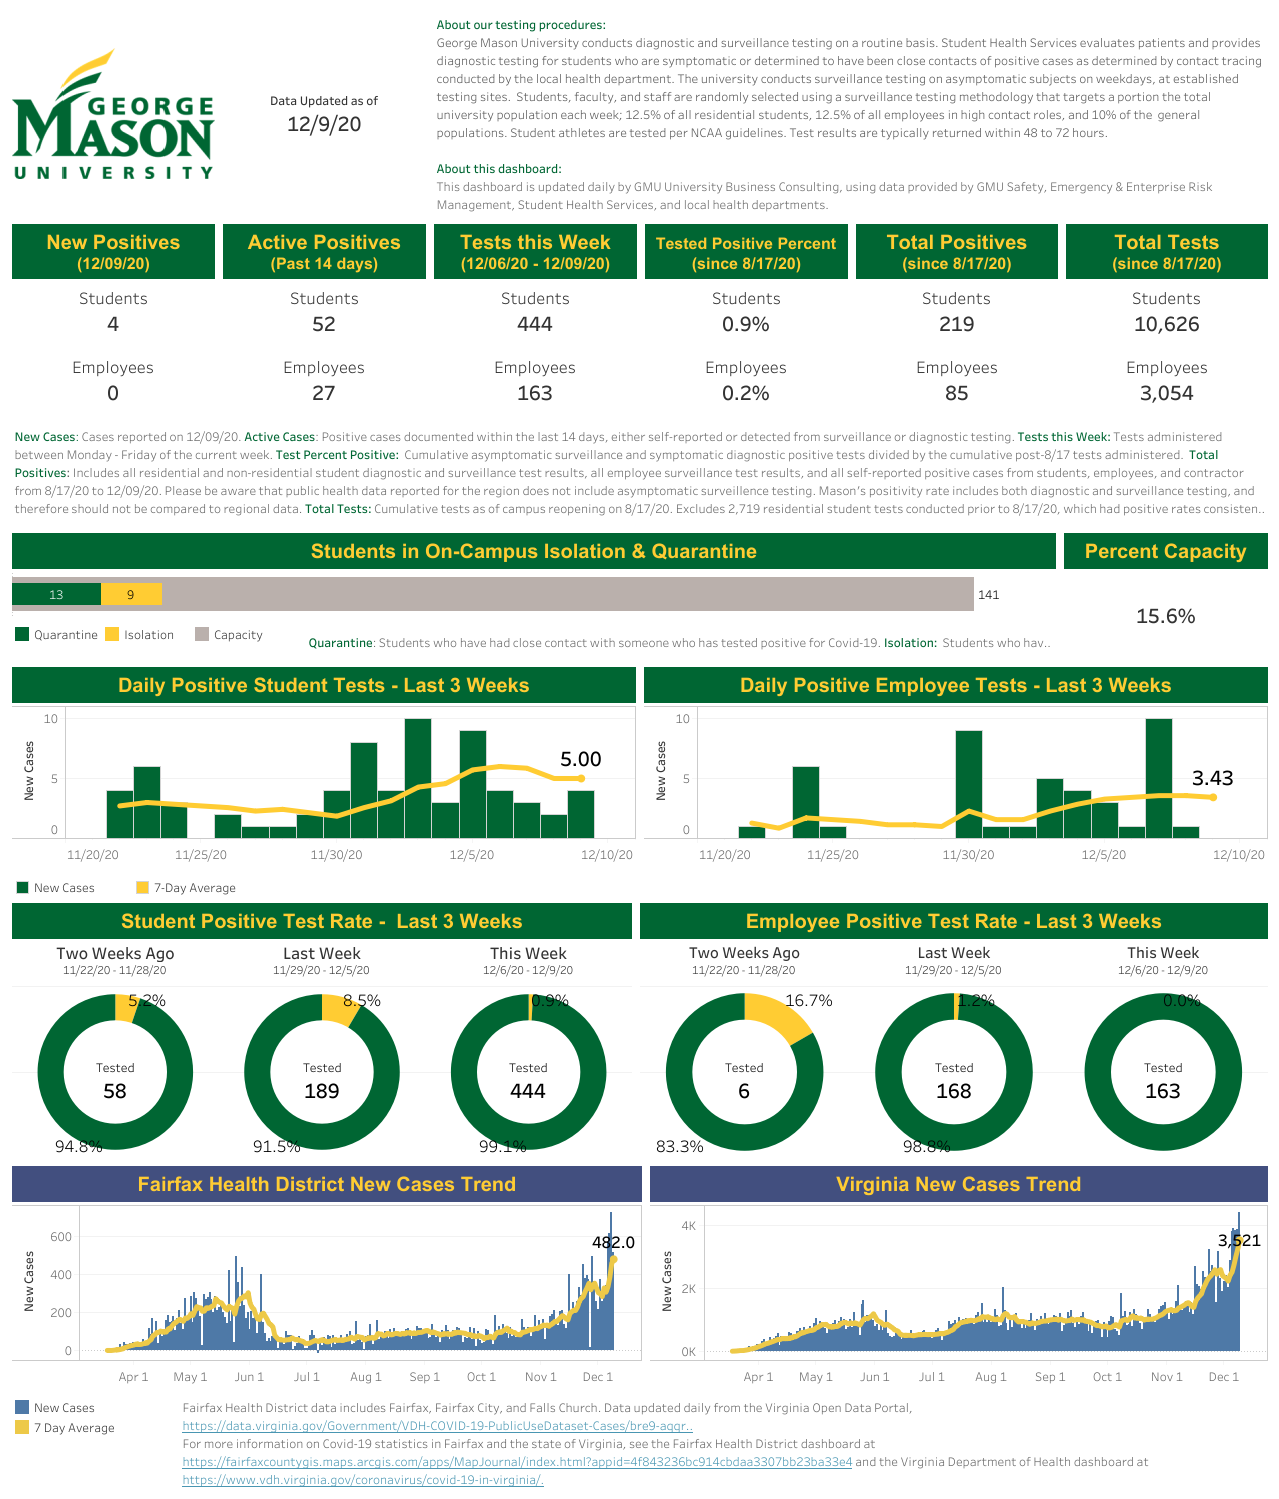 About our testing procedures:
George Mason University conducts diagnostic and surveillance testing on a routine basis. Student Health Services evaluates patients and provides
diagnostic testing for students who are symptomatic or determined to have been close contacts of positive cases as determined by contact tracing
conducted by the local health department. The university conducts surveillance testing on asymptomatic subjects on weekdays, at established
testing sites. Students, faculty, and staff are randomly selected using a surveillance testing methodology that targets a portion the total
university population each week; 12.5% of all residential students, 12.5% of all employees in high contact roles, and 10% of the general
populations. Student athletes are tested per NCAA guidelines. Test results are typically returned within 48 to 72 hours.
GEORGE
MASON
UNIVERSITY
Data Updated as of
12/9/20
About this dashboard:
This dashboard is updated daily by GMU University Business Consulting, using data provided by GMU Safety, Emergency & Enterprise Risk
Management, Student Health Services, and local health departments.
New Positives
(12/09/20)
Students
4
Employees
0
Active Positives
(Past 14 days)
Students
52
Employees
27
Tests this Week
(12/06/20 - 12/09/20)
Students
444
Employees
163
Tested Positive Percent
(since 8/17/20)
Students
0.9%
Employees
0.2%
Total Positives
(since 8/17/20)
Students
219
Employees
85
Total Tests
(since 8/17/20)
Students
10,626
Employees
3,054
New Cases: Cases reported on 12/09/20. Active Cases: Positive cases documented within the last 14 days, either self-reported or detected from surveillance or diagnostic testing. Tests this Week: Tests administered
between Monday - Friday of the current week. Test Percent Positive: Cumulative asymptomatic surveillance and symptomatic diagnostic positive tests divided by the cumulative post-8/17 tests administered. Total
Positives: Includes all residential and non-residential student diagnostic and surveillance test results, all employee surveillance test results, and all self-reported positive cases from students, employees, and contractor
from 8/17/20 to 12/09/20. Please be aware that public health data reported for the region does not include asymptomatic surveillence testing. Mason's positivity rate includes both diagnostic and surveillance testing, and
therefore should not be compared to regional data. Total Tests: Cumulative tests as of campus reopening on 8/17/20. Excludes 2,719 residential student tests conducted prior to 8/17/20, which had positive rates consisten..
Students in On-Campus Isolation & Quarantine
13
9
141
Quarantine
Isolation
Capacity
Quarantine: Students who have had close contact with someone who has tested positive for Covid-19. Isolation: Students who hav..
Percent Capacity
15.6%
Daily Positive Student Tests - Last 3 Weeks
New Cases
10
5
0
5.00
11/20/20 11/25/20 11/30/20 12/5/20 12/10/20
Daily Positive Employee Tests - Last 3 Weeks
New Cases
10
5
0
3.43
11/20/20 11/25/20 11/30/20 12/5/20 12/10/20
New Cases
7-Day Average
Student Positive Test Rate - Last 3 Weeks
Two Weeks Ago
11/22/20 - 11/28/20
5.2%
Tested
58
94.8%
Last Week
11/29/20 - 12/5/20
8.5%
Tested
189
91.5%
This Week
12/6/20 - 12/9/20
0.9%
Tested
444
99.1%
Employee Positive Test Rate - Last 3 Weeks
Two Weeks Ago
11/22/20 - 11/28/20
16.7%
Tested
6
83.3%
Last Week
11/29/20 - 12/5/20
1.2%
Tested
168
98.8%
This Week
12/6/20 - 12/9/20
0.0%
Tested
163
Fairfax Health District New Cases Trend
New Cases
600
400
200
0
482.0
Apr 1 May 1 Jun 1 Jul 1 Aug 1 Sep 1 Oct 1 Nov 1 Dec 1
Virginia New Cases Trend
New Cases
4K
2K
0K
3,521
Apr 1 May 1 Jun 1 Jul 1 Aug 1 Sep 1 Oct 1 Nov 1 Dec 1
New Cases
7 Day Average
Fairfax Health District data includes Fairfax, Fairfax City, and Falls Church. Data updated daily from the Virginia Open Data Portal,
https://data.virginia.gov/Government/VDH-COVID-19-PublicUseDataset-Cases/bre9-aqqr..
For more information on Covid-19 statistics in Fairfax and the state of Virginia, see the Fairfax Health District dashboard at
https://fairfaxcountygis.maps.arcgis.com/apps/MapJournal/index.html?appid=4f843236bc914cbdaa3307bb23ba33e4 and the Virginia Department of Health dashboard at
https://www.vdh.virginia.gov/coronavirus/covid-19-in-virginia/.